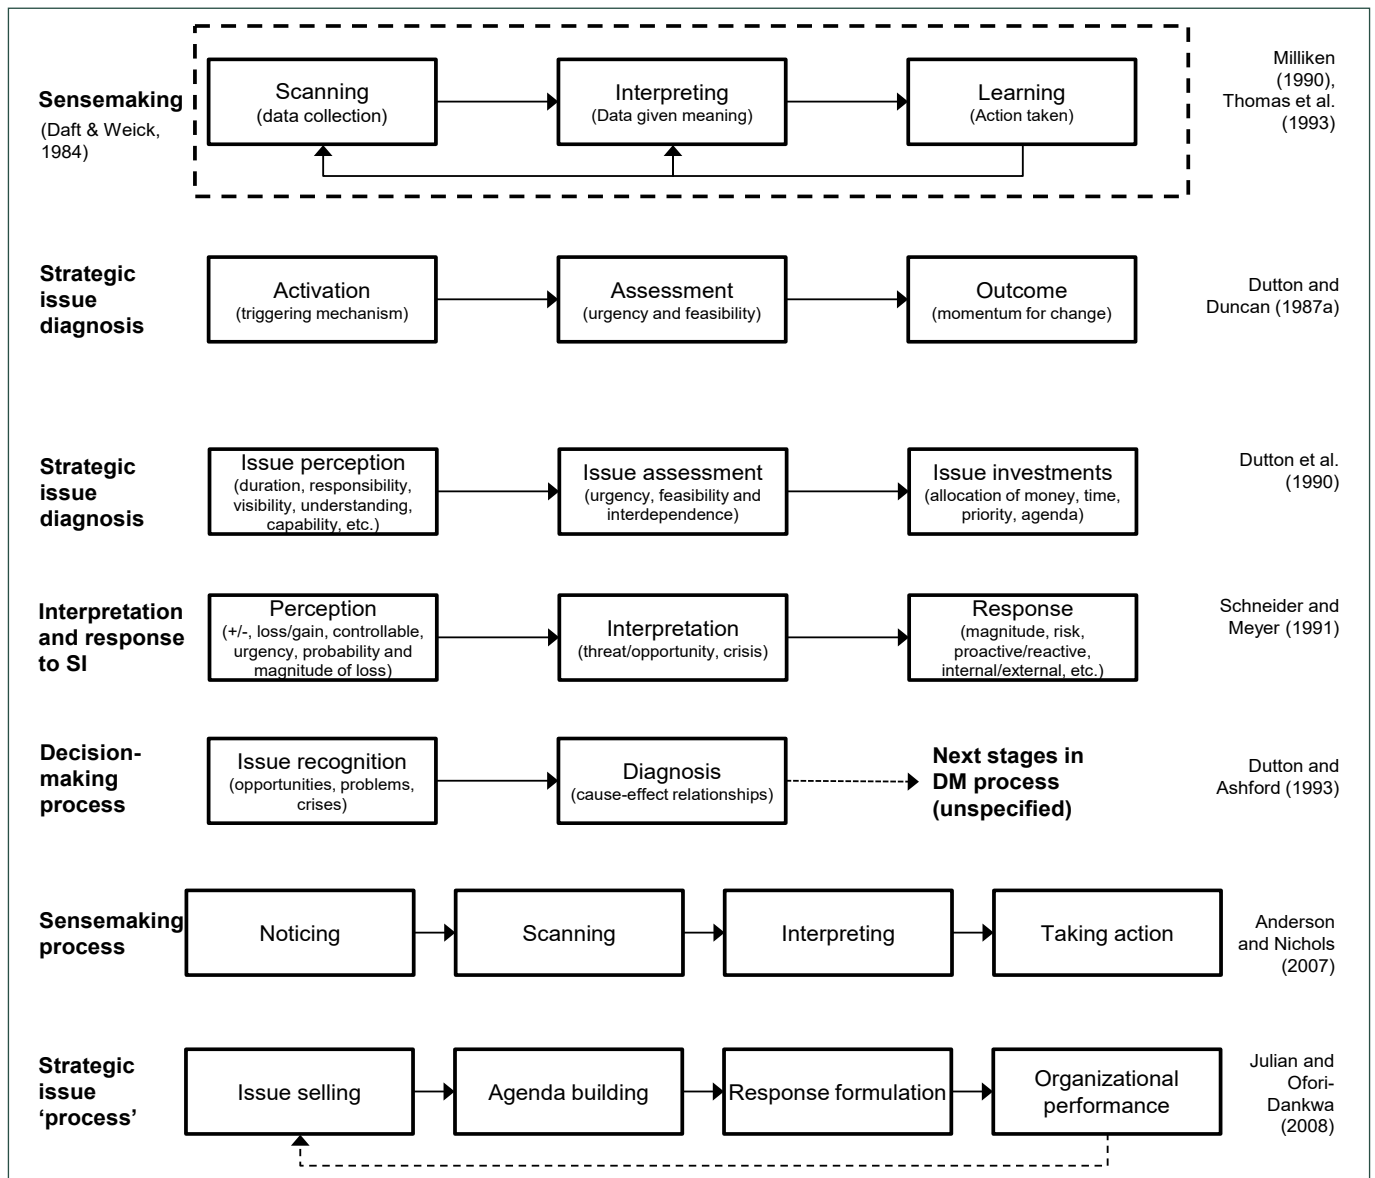 Sensemaking
(Daft & Weick,
1984)
Scanning
(data collection)
Interpreting
(Data given meaning)
Learning
(Action taken)
Milliken
(1990),
Thomas et al.
(1993)
Strategic
issue
diagnosis
Activation
(triggering mechanism)
Assessment
(urgency and feasibility)
Outcome
(momentum for change)
Dutton and
Duncan (1987a)
Strategic
issue
diagnosis
Issue perception
(duration, responsibility,
visibility, understanding,
capability, etc.)
Issue assessment
(urgency, feasibility and
interdependence)
Issue investments
(allocation of money, time,
priority, agenda)
Dutton et al.
(1990)
Interpretation
and response
to SI
Perception
(+/-, loss/gain, controllable,
urgency, probability and
magnitude of loss)
Interpretation
(threat/opportunity, crisis)
Response
(magnitude, risk,
proactive/reactive,
internal/external, etc.)
Schneider and
Meyer (1991)
Decision-
making
process
Issue recognition
(opportunities, problems,
crises)
Diagnosis
(cause-effect relationships)
Next stages in
DM process
(unspecified)
Dutton and
Ashford (1993)
Sensemaking
process
Noticing
Scanning
Interpreting
Taking action
Anderson
and Nichols
(2007)
Strategic
issue
‘process’
Issue selling
Agenda building
Response formulation
Organizational
performance
Julian and
Ofori-
Dankwa
(2008)